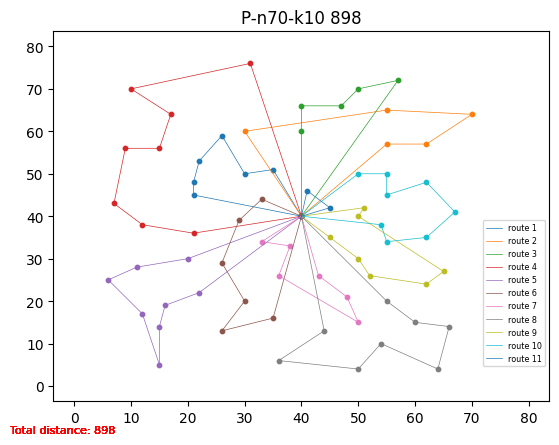 P-n70-k10 898
80
70
60
50
40
30
20
10
0
0 10 20 30 40 50 60 70 80
route 1
route 2
route 3
route 4
route 5
route 6
route 7
route 8
route 9
route 10
route 11
Total distance: 898